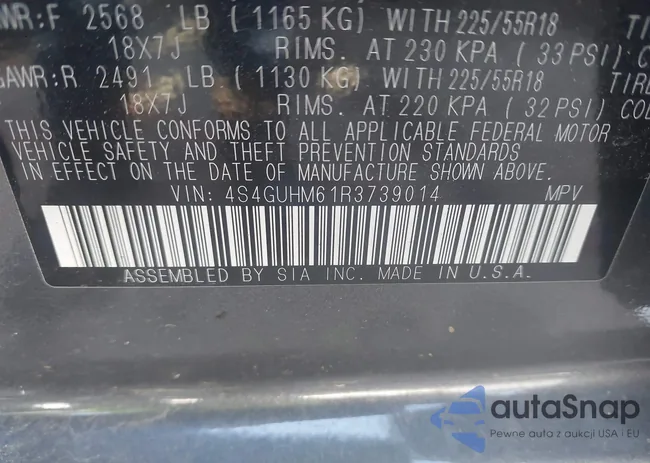 WR:F 2568 LB (1165 KG) WITH 225/55R18
18X7J RIMS. AT 230 KPA (33 PSI)
GAWR:R 2491 LB (1130 KG) WITH 225/55R18
18X7J RIMS. AT 220 KPA (32 PSI)
THIS VEHICLE CONFORMS TO ALL APPLICABLE FEDERAL MOTOR
VEHICLE SAFETY AND THEFT PREVENTION STANDARDS
IN EFFECT ON THE DATE OF MANUFACTURE SHOWN ABOVE.
VIN: 4S4GUHM61R3739014 MPV
ASSEMBLED BY SIA INC. MADE IN U.S.A.
autaSnap
Pewne auta z aukcji USA i EU